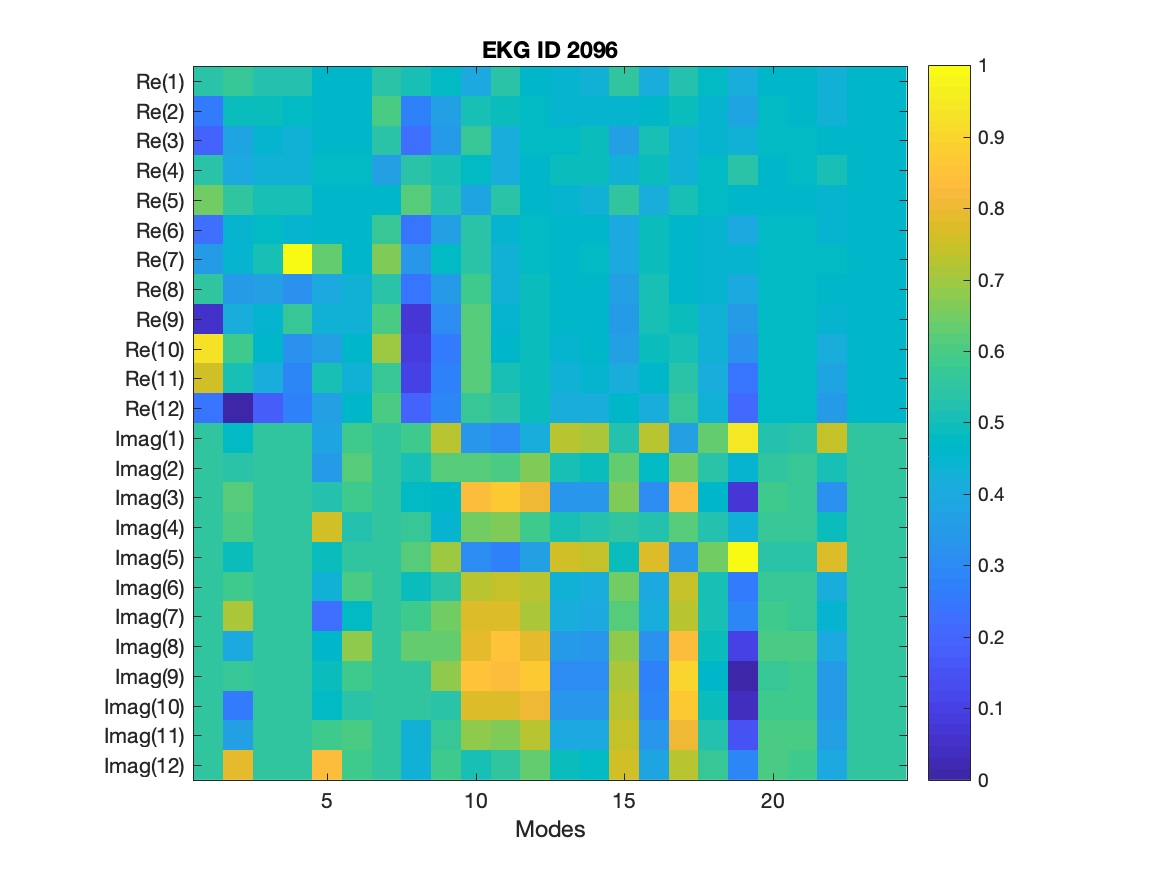 EKG ID 2096
Re(1)
Re(2)
Re(3)
Re(4)
Re(5)
Re(6)
Re(7)
Re(8)
Re(9)
Re(10)
Re(11)
Re(12)
Imag(1)
Imag(2)
Imag(3)
Imag(4)
Imag(5)
Imag(6)
Imag(7)
Imag(8)
Imag(9)
Imag(10)
Imag(11)
Imag(12)
5 10 15 20
Modes
1
0.9
0.8
0.7
0.6
0.5
0.4
0.3
0.2
0.1
0